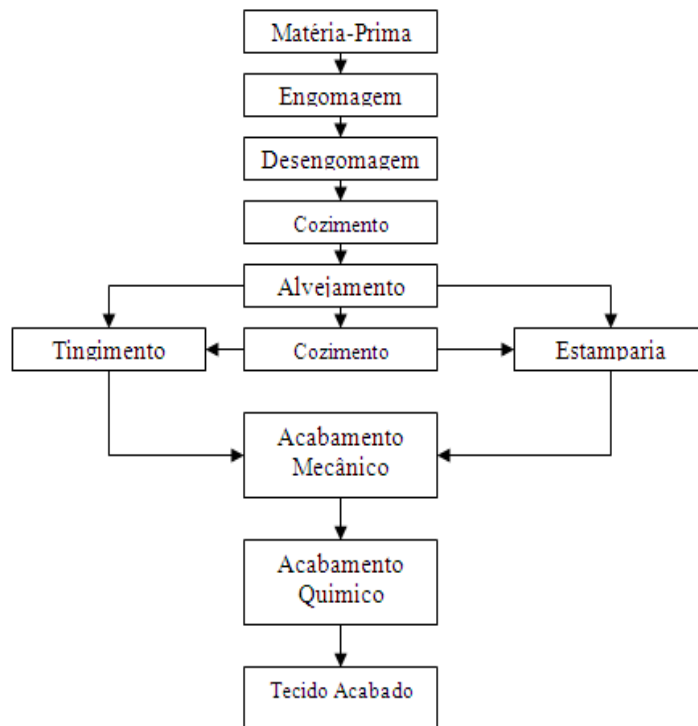 Matéria-Prima
Engomagem
Desengomagem
Cozimento
Alvejamento
Tingimento
Cozimento
Estamparia
Acabamento
Mecânico
Acabamento
Quimico
Tecido Acabado